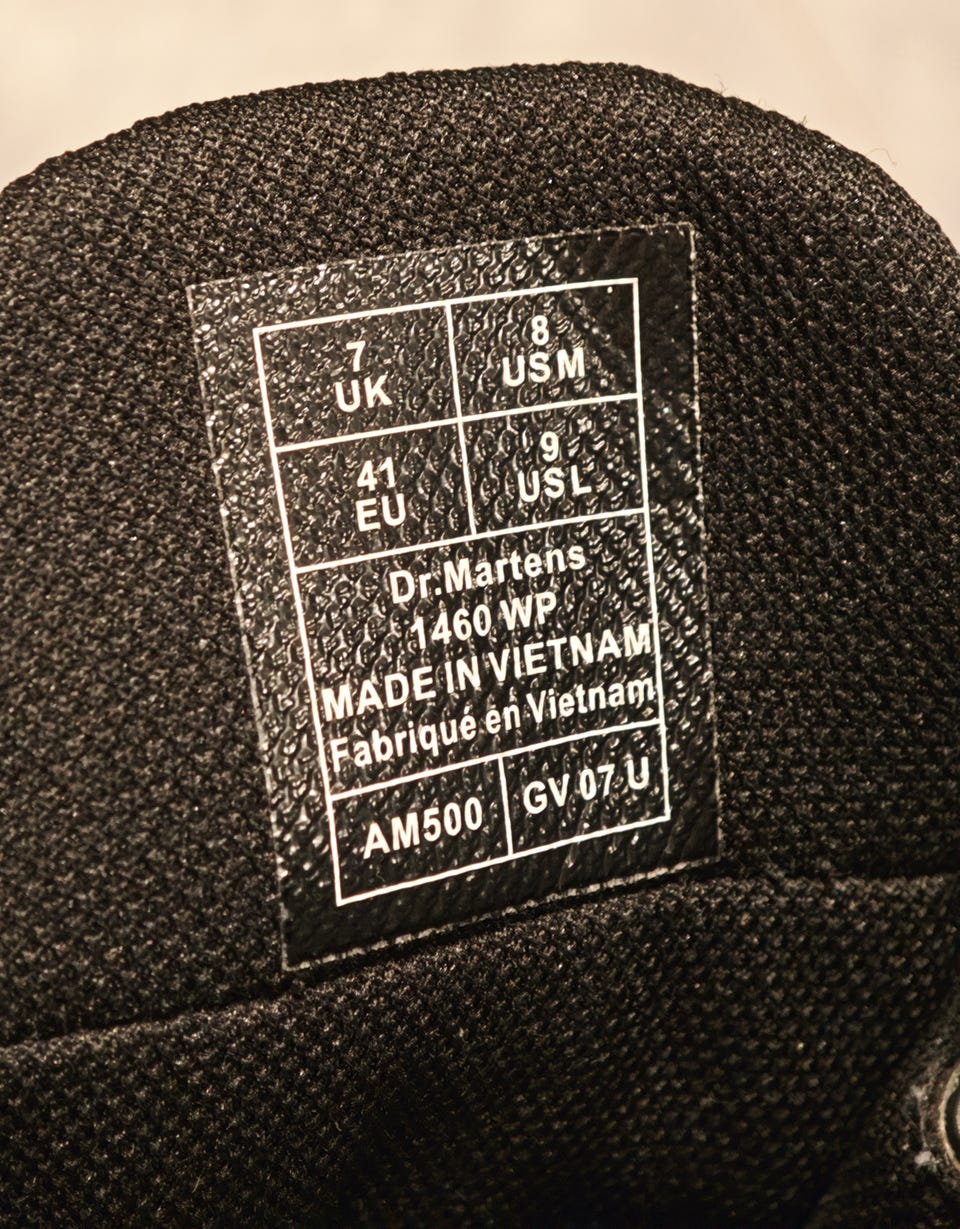 7
UK
8
USM
41
EU
9
USL
Dr.Martens
1460 WP
MADE IN VIETNAM
Fabriqué en Vietnam
AM500
GV 07 U